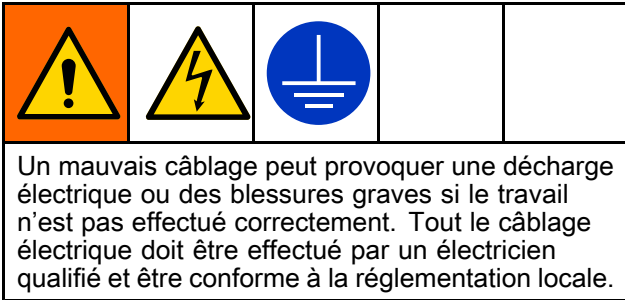 Un mauvais câblage peut provoquer une décharge
électrique ou des blessures graves si le travail
n’est pas effectué correctement. Tout le câblage
électrique doit être effectué par un électricien
qualifié et être conforme à la réglementation locale.